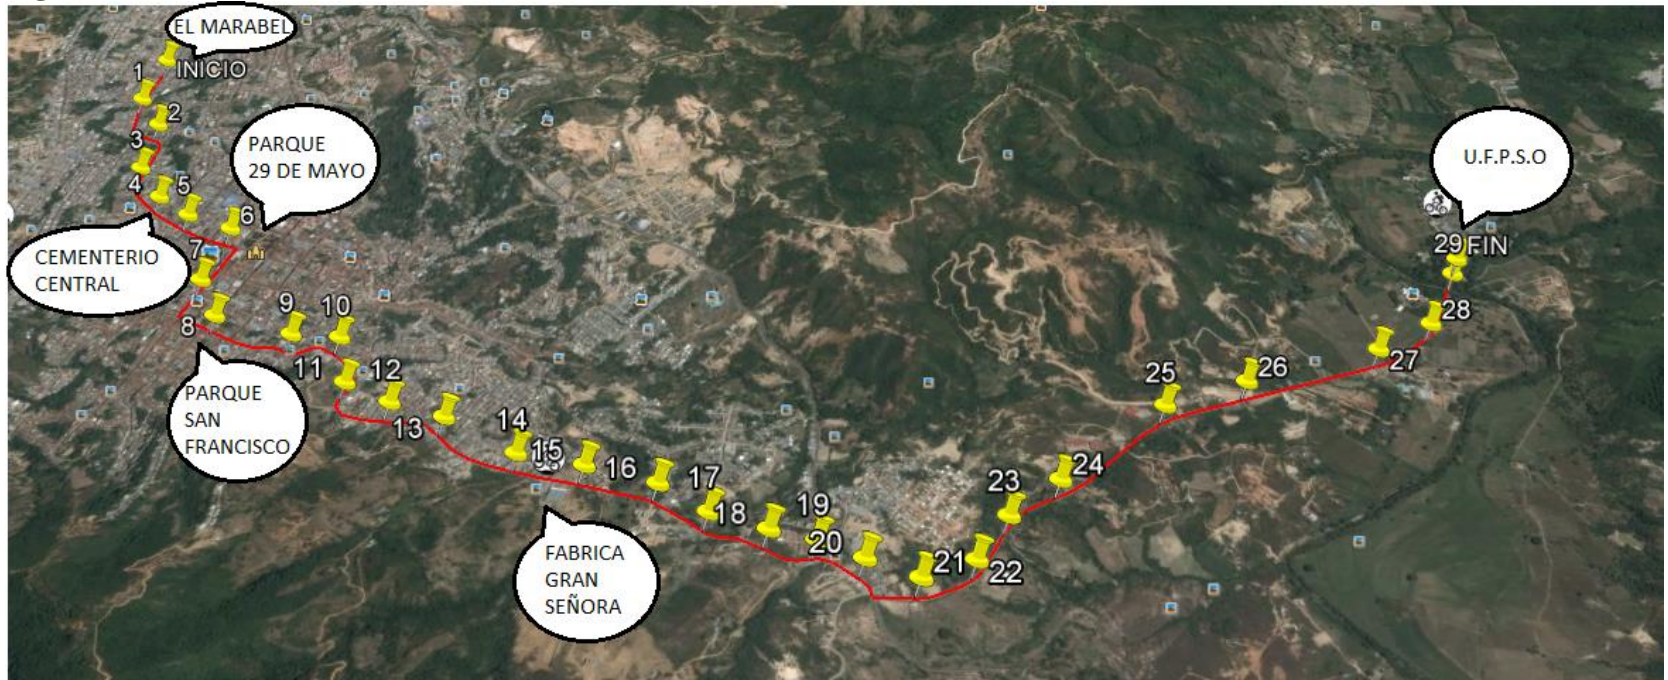 EL MARABEL
INICIO
1
2
3
4
5
6
PARQUE
29 DE MAYO
CEMENTERIO
CENTRAL
7
8
9
10
11
12
PARQUE
SAN
FRANCISCO
13
14
15
16
17
18
19
20
FABRICA
GRAN
SEÑORA
21
22
23
24
25
26
27
28
29 FIN
U.F.P.S.O